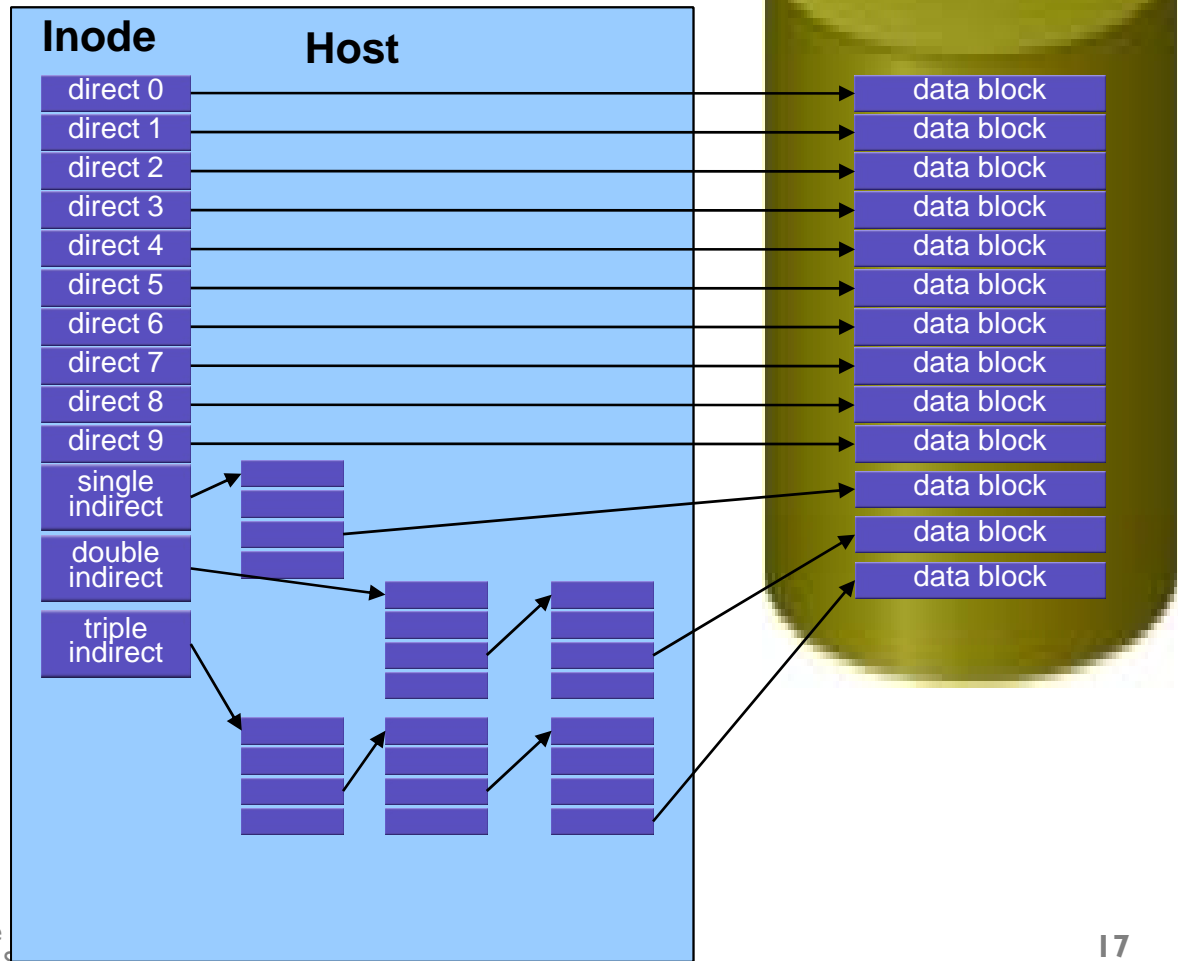 Inode
Host
direct 0
data block
direct 1
data block
direct 2
data block
direct 3
data block
direct 4
data block
direct 5
data block
direct 6
data block
direct 7
data block
direct 8
data block
direct 9
data block
single
indirect
data block
double
indirect
data block
data block
triple
indirect
17